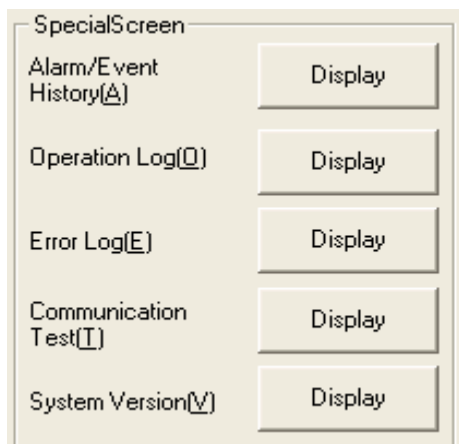 SpecialScreen
Alarm/Event
History(A)
Display
Operation Log(O)
Display
Error Log(E)
Display
Communication
Test(T)
Display
System Version(V)
Display